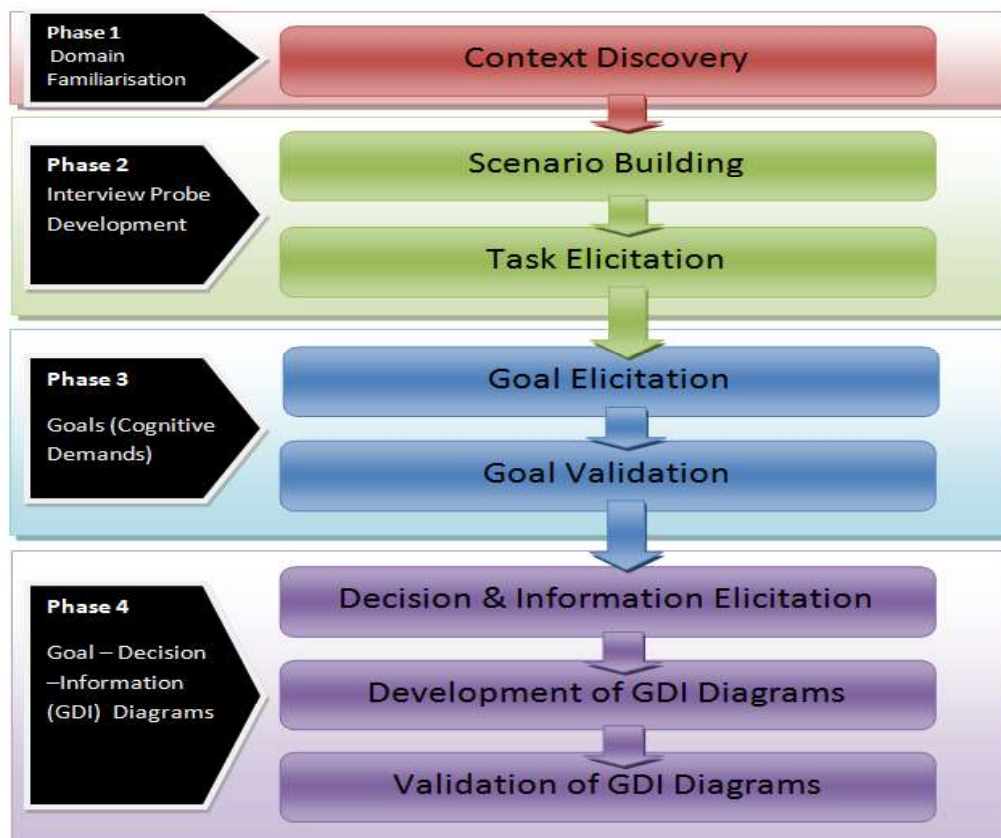 Phase 1
Domain
Familiarisation
Context Discovery
Phase 2
Interview Probe
Development
Scenario Building
Task Elicitation
Phase 3
Goals (Cognitive
Demands)
Goal Elicitation
Goal Validation
Phase 4
Goal – Decision
–Information
(GDI) Diagrams
Decision & Information Elicitation
Development of GDI Diagrams
Validation of GDI Diagrams